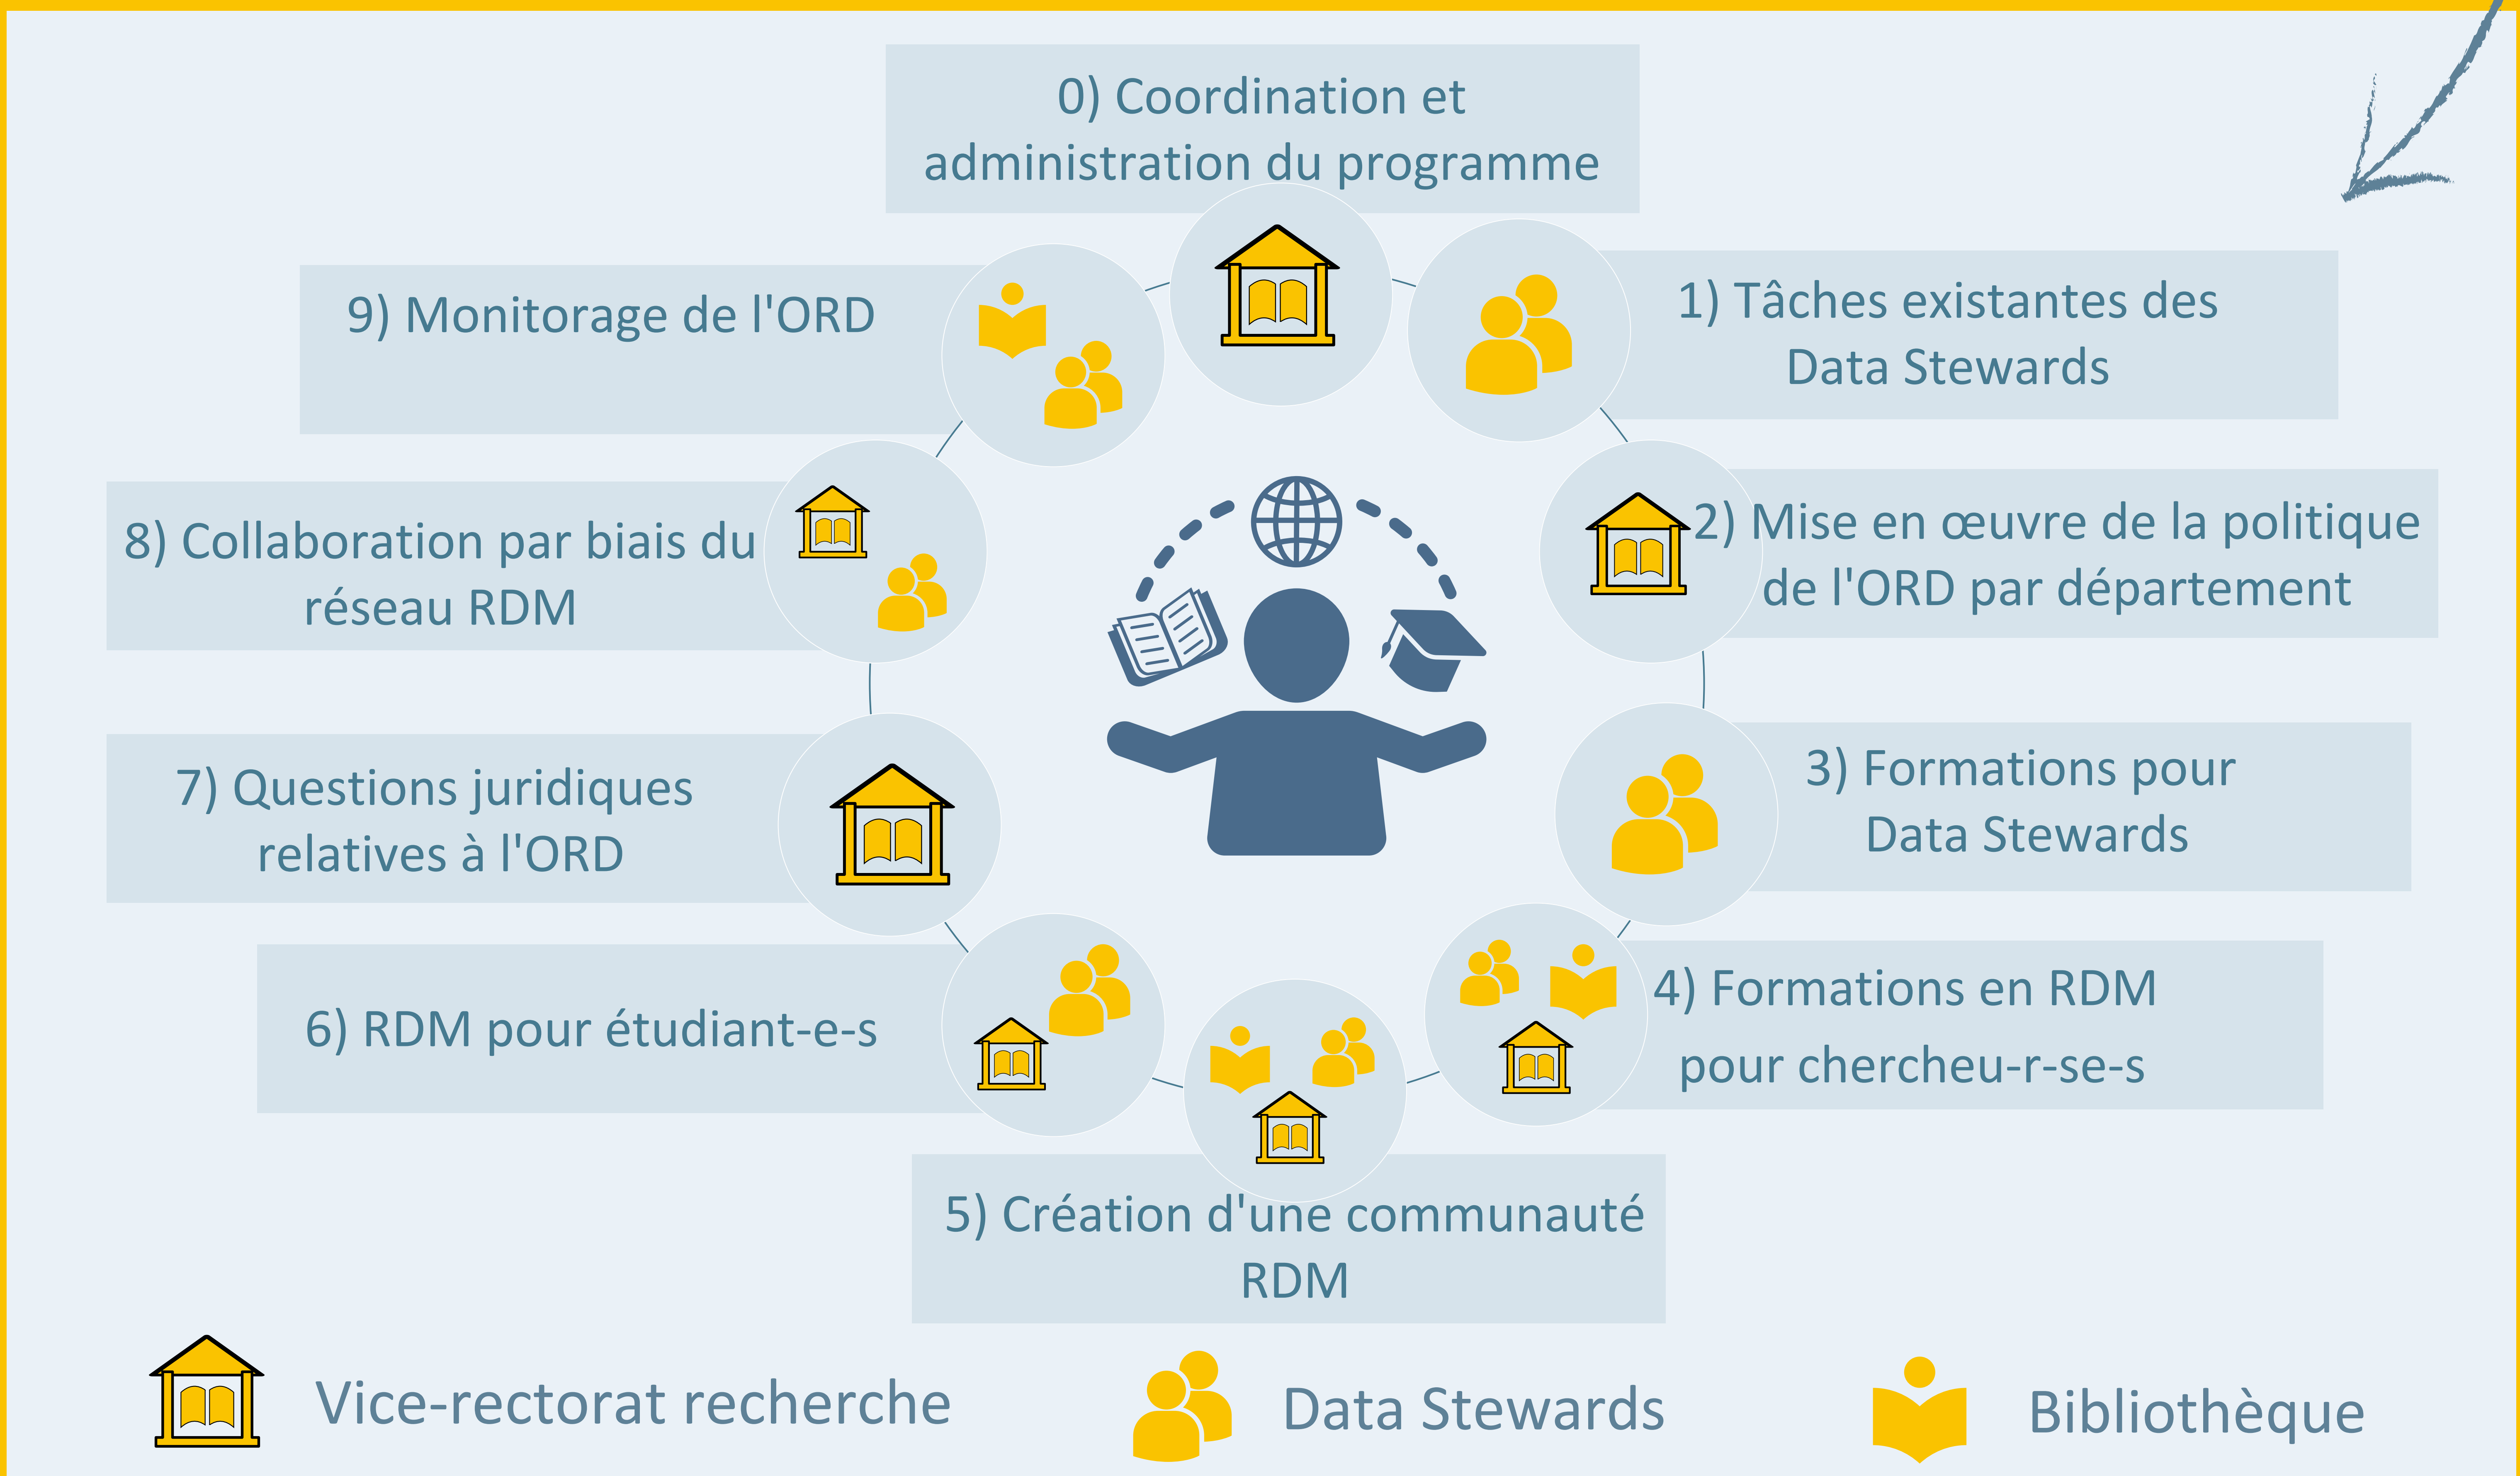 0) Coordination et
administration du programme
1) Tâches existantes des
Data Stewards
2) Mise en œuvre de la politique
de l'ORD par département
3) Formations pour
Data Stewards
4) Formations en RDM
pour chercheu-r-se-s
5) Création d'une communauté
RDM
6) RDM pour étudiant-e-s
7) Questions juridiques
relatives à l'ORD
8) Collaboration par biais du
réseau RDM
9) Monitorage de l'ORD
Vice-rectorat recherche
Data Stewards
Bibliothèque